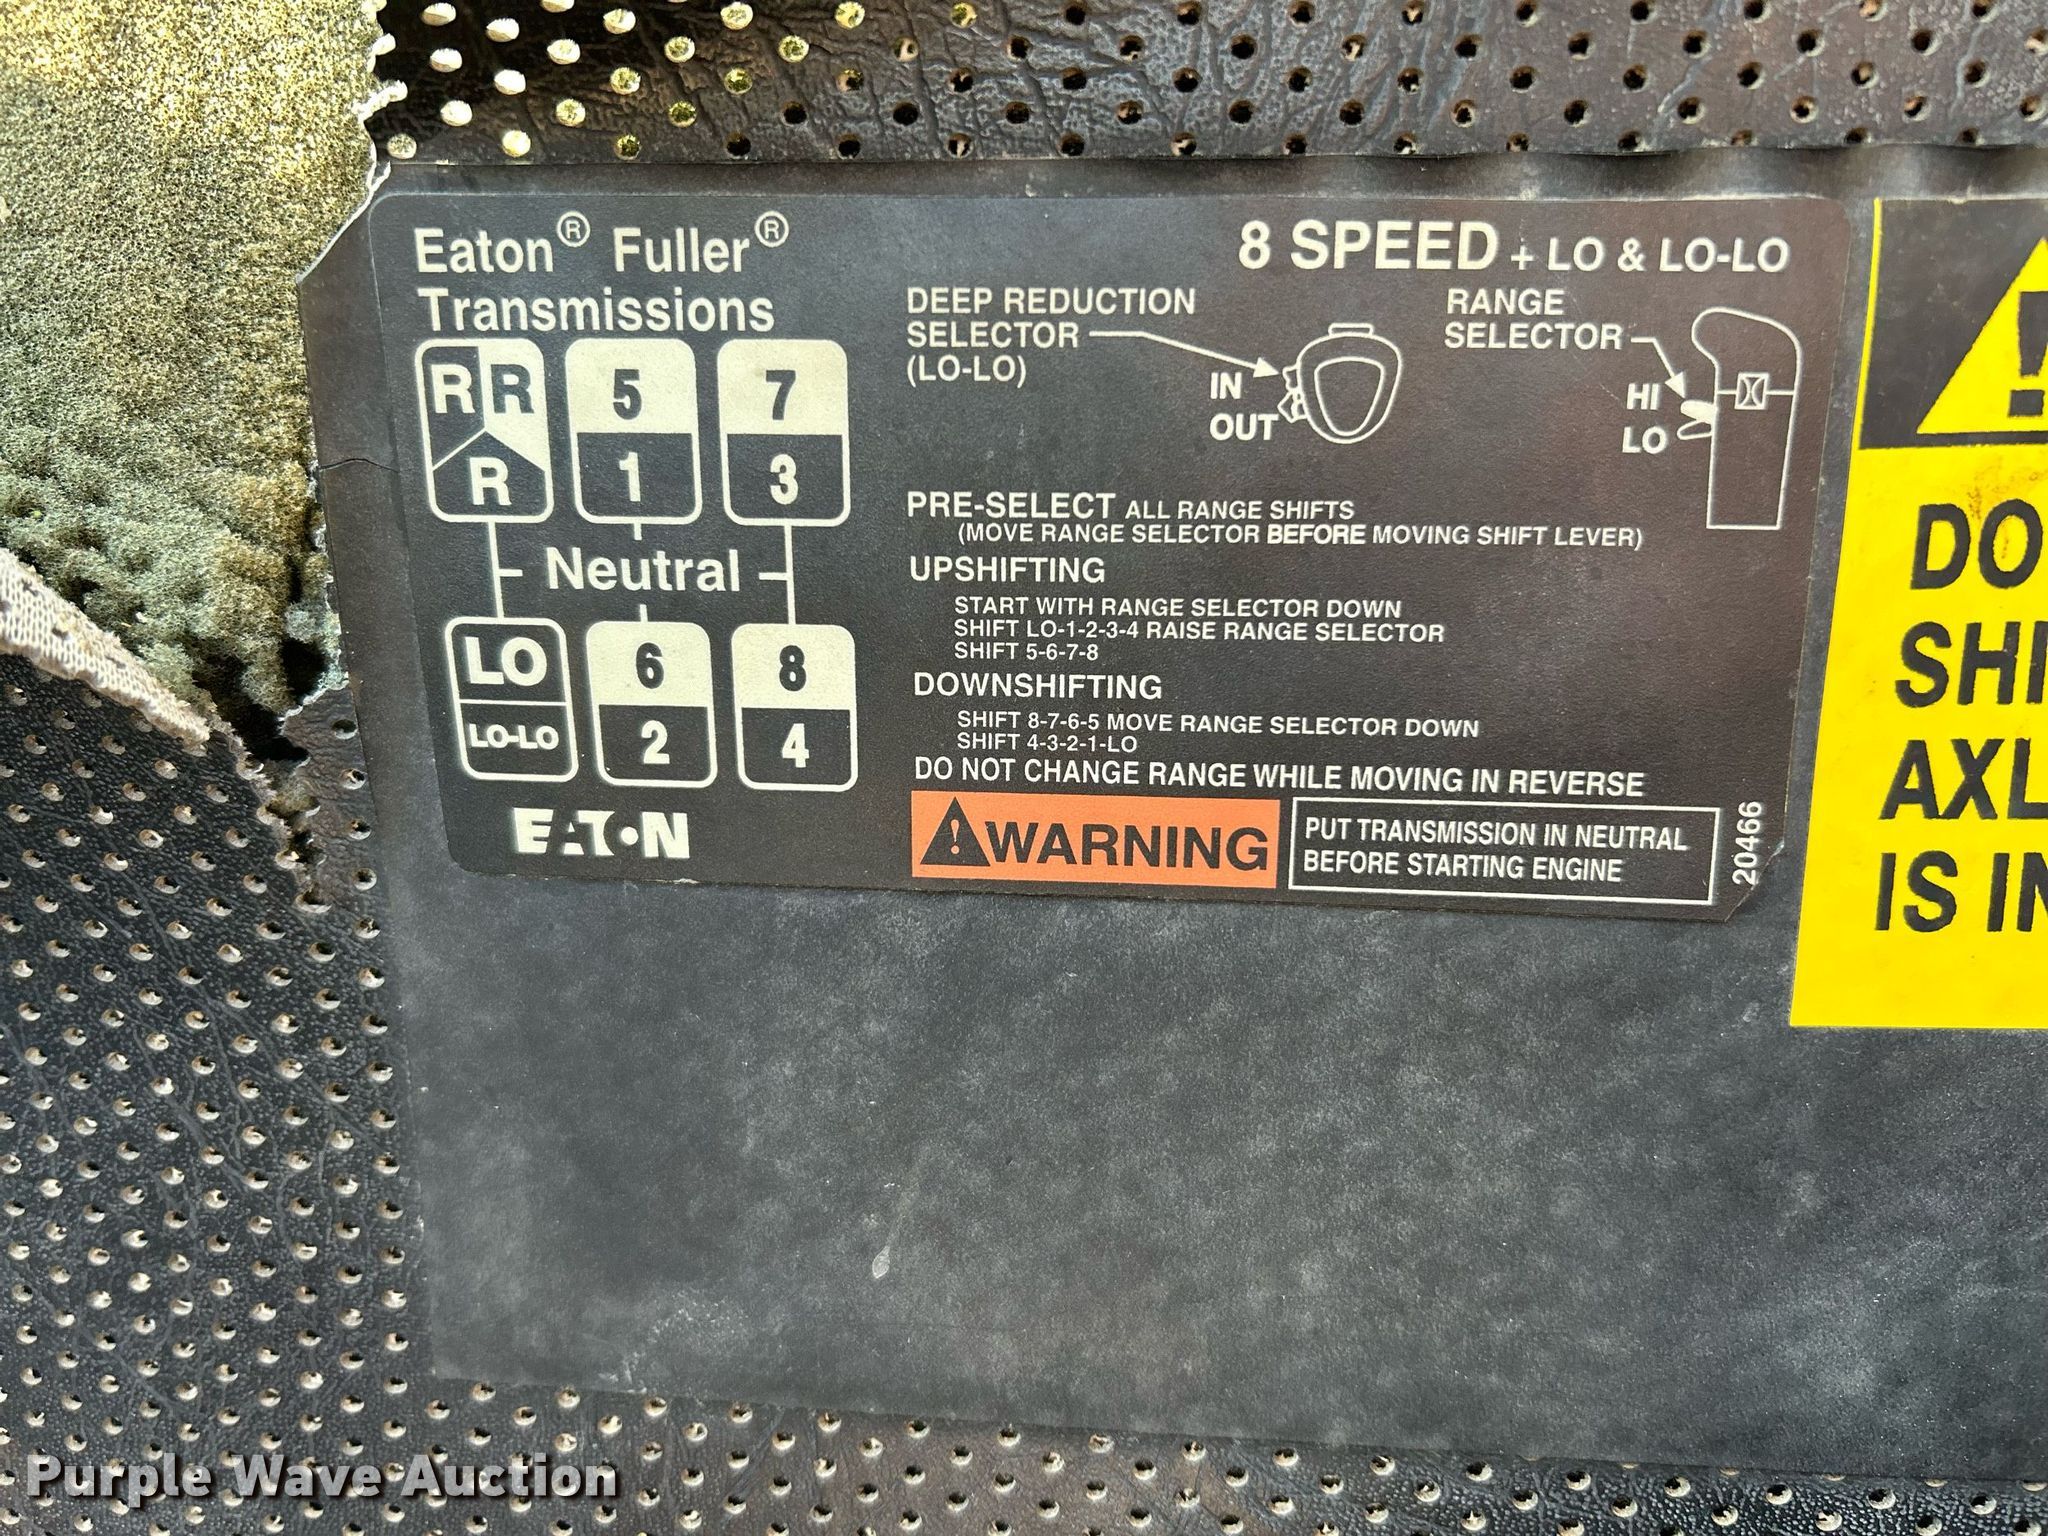 Eaton® Fuller®
Transmissions
8 SPEED + LO & LO-LO
R R
R
5
1
7
3
Neutral
LO
LO-LO
6
2
8
4
EATON
DEEP REDUCTION
SELECTOR
(LO-LO)
IN
OUT
RANGE
SELECTOR
HI
LO
PRE-SELECT ALL RANGE SHIFTS
(MOVE RANGE SELECTOR BEFORE MOVING SHIFT LEVER)
UPSHIFTING
START WITH RANGE SELECTOR DOWN
SHIFT LO-1-2-3-4 RAISE RANGE SELECTOR
SHIFT 5-6-7-8
DOWNSHIFTING
SHIFT 8-7-6-5 MOVE RANGE SELECTOR DOWN
SHIFT 4-3-2-1-LO
DO NOT CHANGE RANGE WHILE MOVING IN REVERSE
! WARNING
PUT TRANSMISSION IN NEUTRAL
BEFORE STARTING ENGINE
20466
!
DO
SHI
AXL
IS IN
Purple Wave Auction